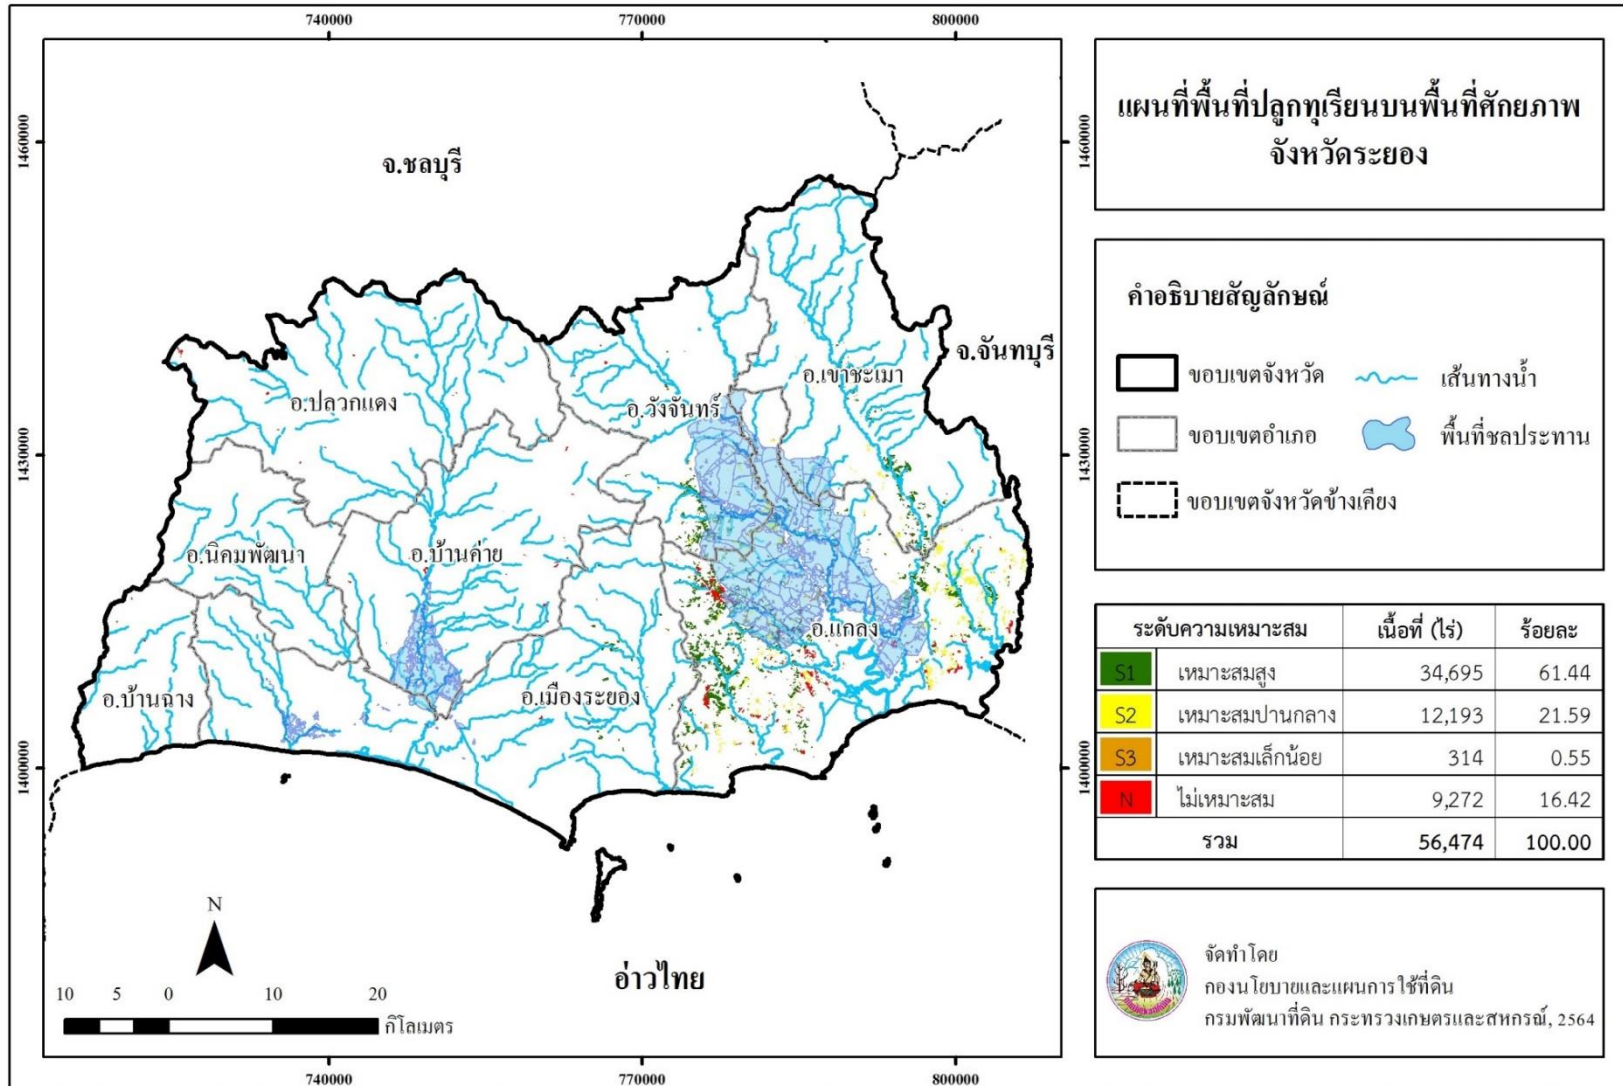 740000 770000 800000
1460000 1460000
จ.ชลบุรี
จ.จันทบุรี
อ.เขาชะเมา
อ.ปลวกแดง
อ.วังจันทร์
1430000 1430000
อ.นิคมพัฒนา
อ.บ้านค่าย
อ.แกลง
อ.บ้านฉาง
อ.เมืองระยอง
1400000 1400000
N
อ่าวไทย
10 5 0 10 20
กิโลเมตร
740000 770000 800000
แผนที่พื้นที่ปลูกทุเรียนบนพื้นที่ศักยภาพ
จังหวัดระยอง
คำอธิบายสัญลักษณ์
ขอบเขตจังหวัด เส้นทางน้ำ
ขอบเขตอำเภอ พื้นที่ชลประทาน
ขอบเขตจังหวัดข้างเคียง
ระดับความเหมาะสม เนื้อที่ (ไร่) ร้อยละ
S1 เหมาะสมสูง 34,695 61.44
S2 เหมาะสมปานกลาง 12,193 21.59
S3 เหมาะสมเล็กน้อย 314 0.55
N ไม่เหมาะสม 9,272 16.42
รวม 56,474 100.00
จัดทำโดย
กองนโยบายและแผนการใช้ที่ดิน
กรมพัฒนาที่ดิน กระทรวงเกษตรและสหกรณ์, 2564